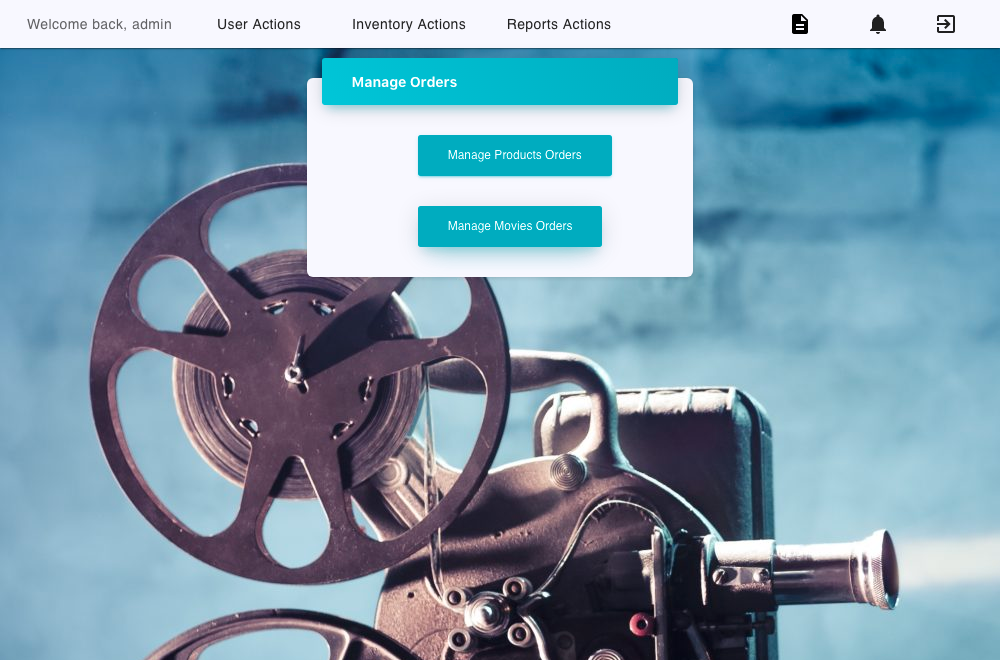 Welcome back, admin
User Actions
Inventory Actions
Reports Actions
Manage Orders
Manage Products Orders
Manage Movies Orders